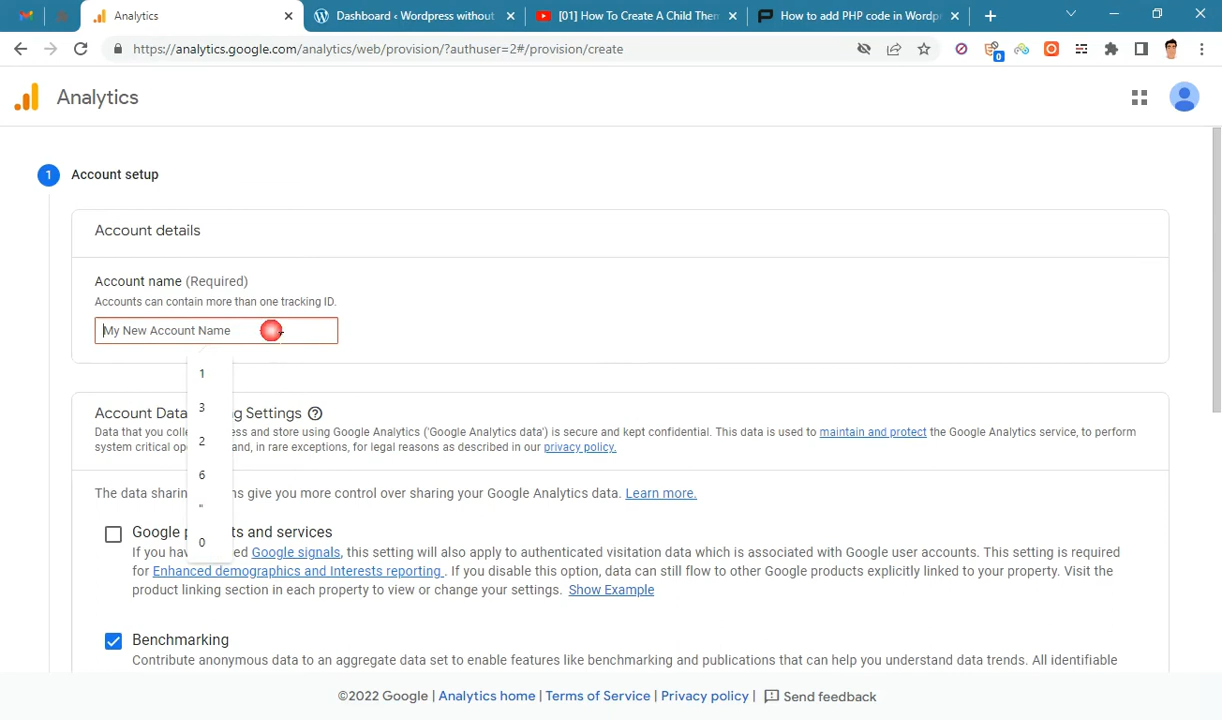 Analytics
Dashboard ‹ Wordpress without
[01] How To Create A Child Them
How to add PHP code in Wordp
https://analytics.google.com/analytics/web/provision/?authuser=2#/provision/create
0
Analytics
1 Account setup
Account details
Account name (Required)
Accounts can contain more than one tracking ID.
My New Account Name
1
3
2
6
"
0
Account Data g Settings
Data that you colle ess and store using Google Analytics ('Google Analytics data') is secure and kept confidential. This data is used to maintain and protect the Google Analytics service, to perform
system critical op and, in rare exceptions, for legal reasons as described in our privacy policy.
The data sharin ns give you more control over sharing your Google Analytics data. Learn more.
Google p ts and services
If you hav ed Google signals, this setting will also apply to authenticated visitation data which is associated with Google user accounts. This setting is required
for Enhanced demographics and Interests reporting . If you disable this option, data can still flow to other Google products explicitly linked to your property. Visit the
product linking section in each property to view or change your settings. Show Example
Benchmarking
Contribute anonymous data to an aggregate data set to enable features like benchmarking and publications that can help you understand data trends. All identifiable
©2022 Google | Analytics home | Terms of Service | Privacy policy | Send feedback